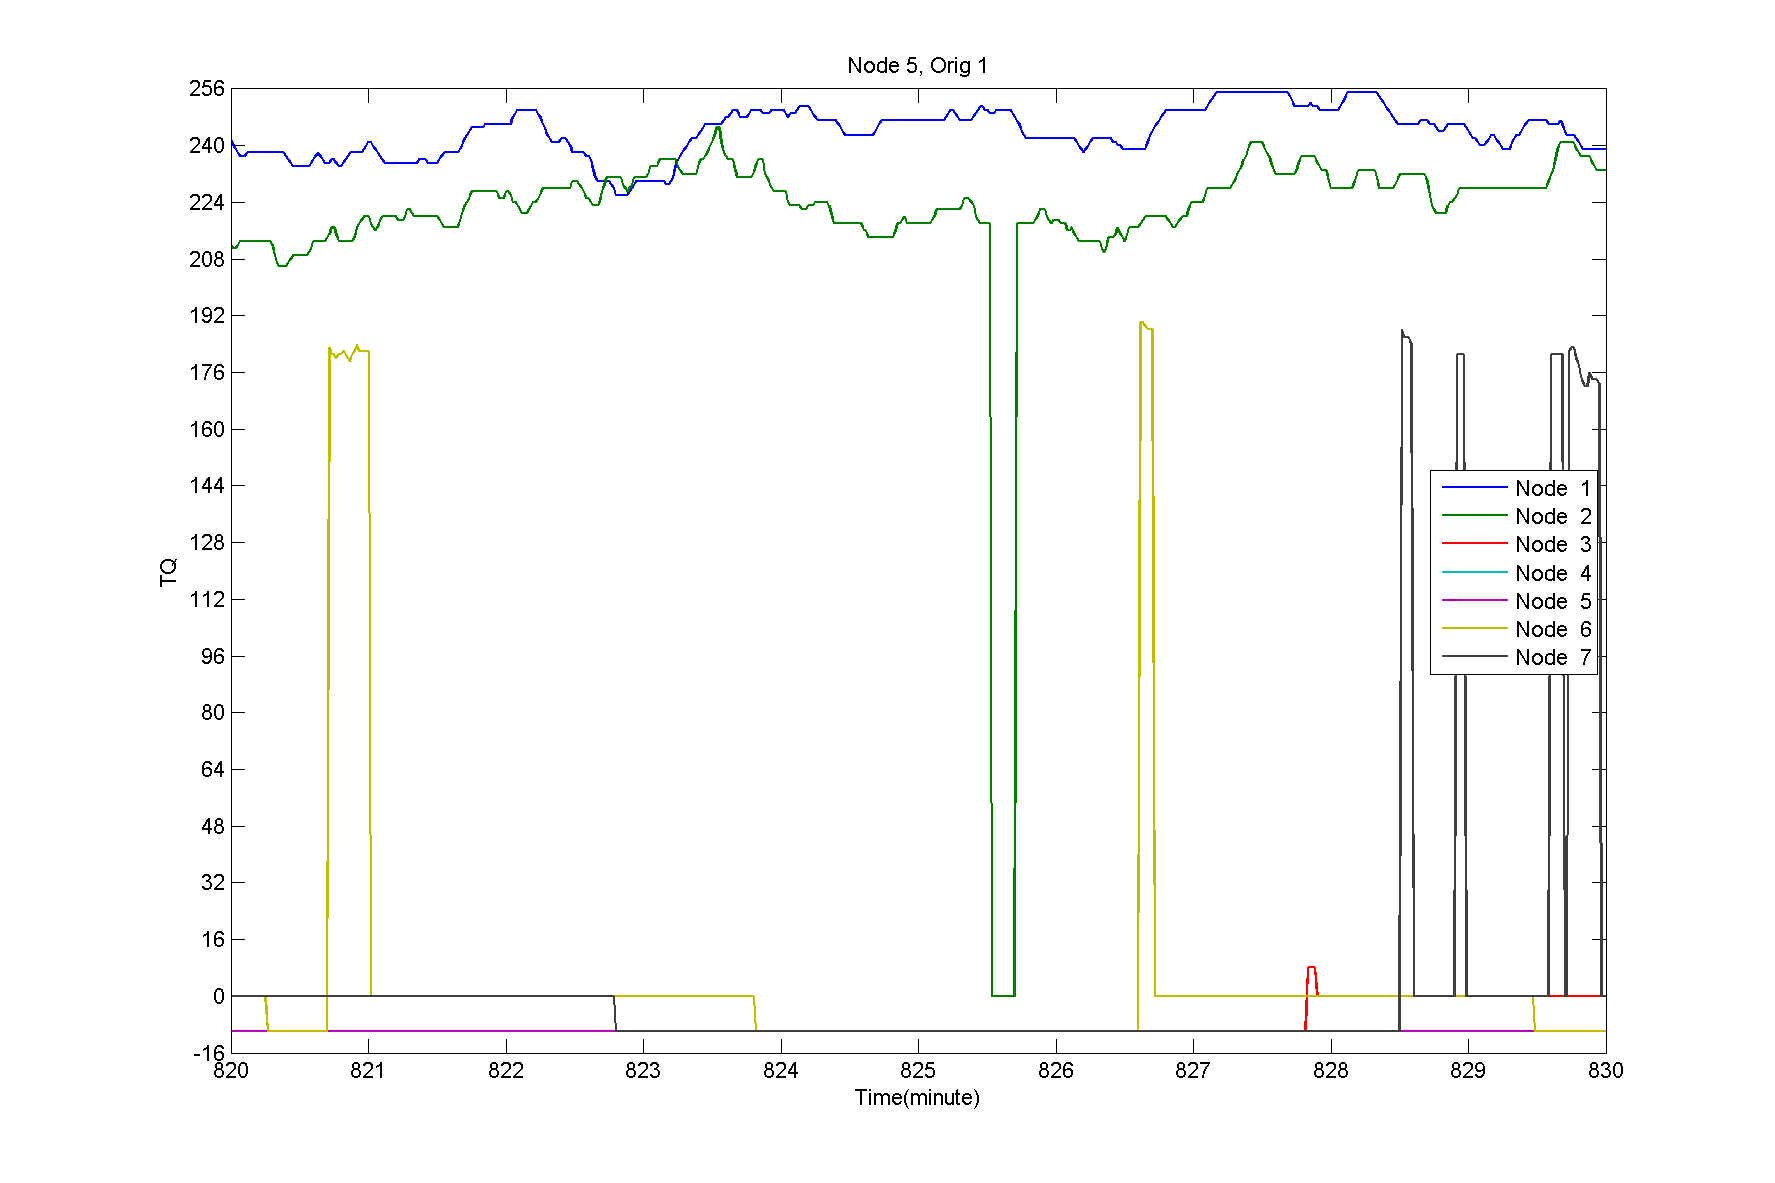 Node 5, Orig 1
256
240
224
208
192
176
160
144
128
112
96
80
64
48
32
16
0
-16
TQ
820 821 822 823 824 825 826 827 828 829 830
Time(minute)
Node 1
Node 2
Node 3
Node 4
Node 5
Node 6
Node 7